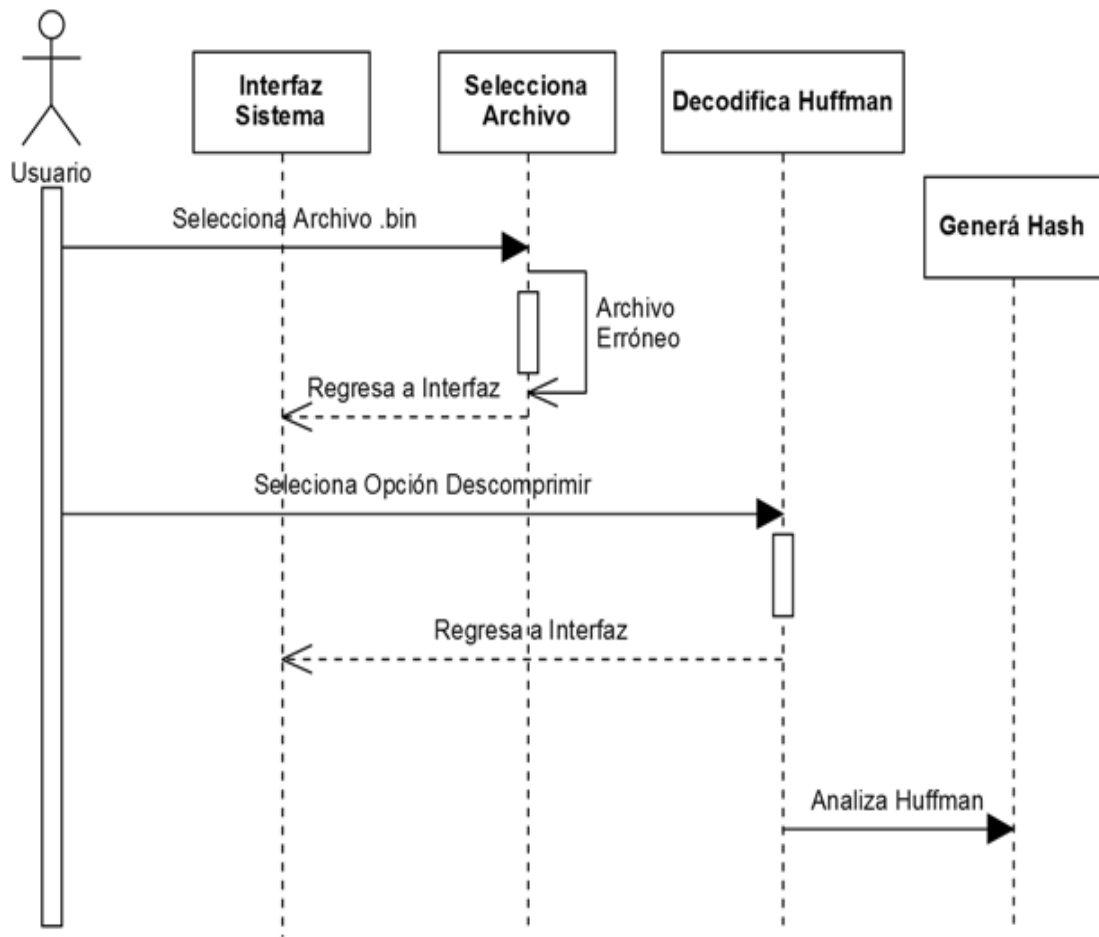 Interfaz
Sistema
Selecciona
Archivo
Decodifica Huffman
Usuario
Generá Hash
Selecciona Archivo .bin
Archivo
Erróneo
Regresa a Interfaz
Seleciona Opción Descomprimir
Regresa a Interfaz
Analiza Huffman